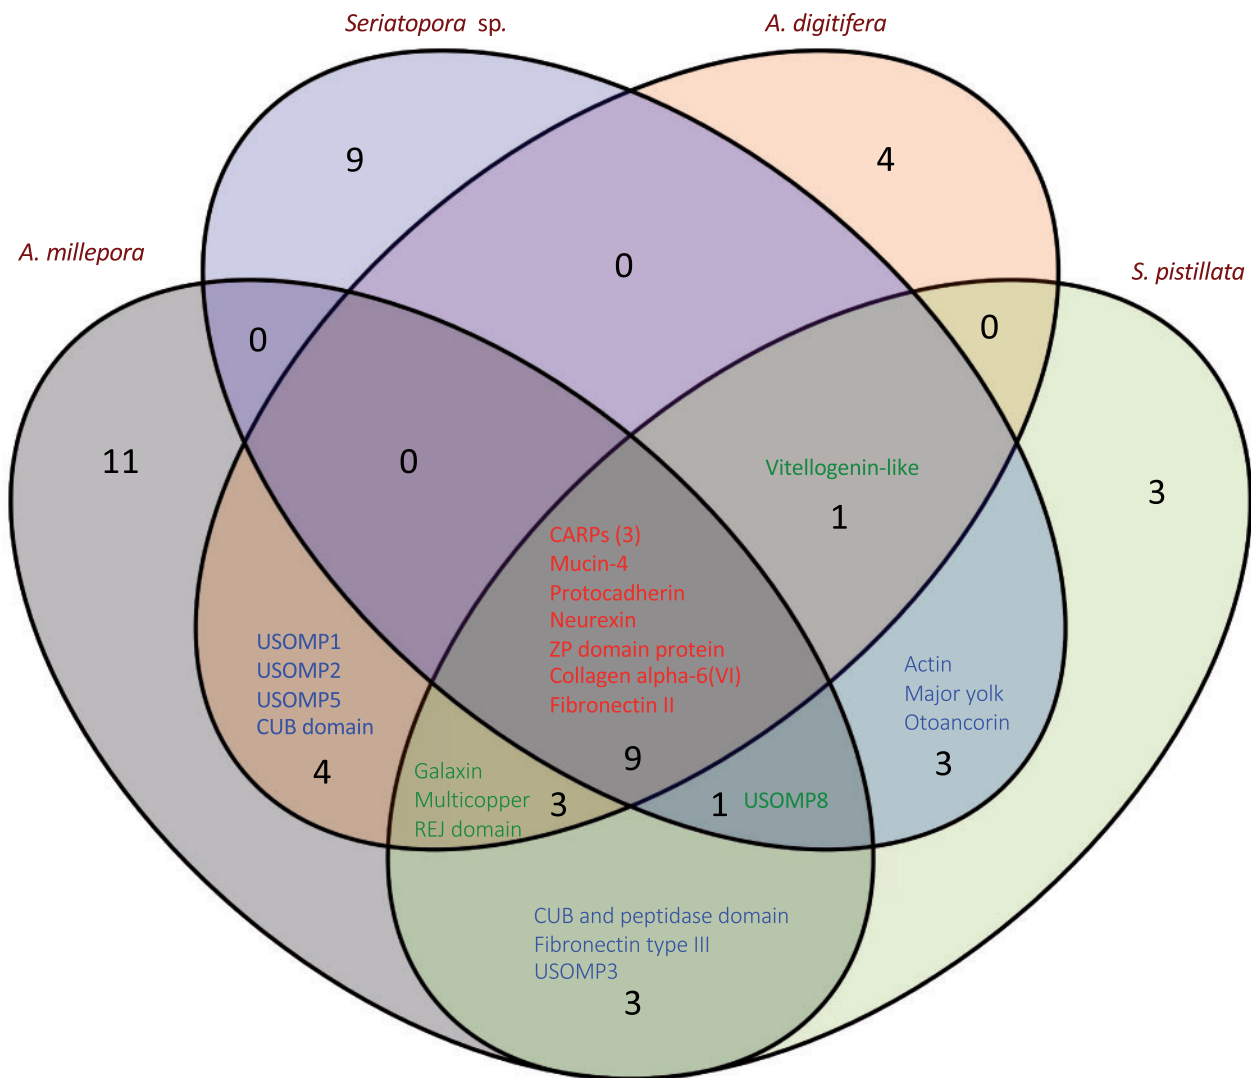 Seriatopora sp.
A. digitifera
A. millepora
S. pistillata
9
4
0
0
0
11
0
3
Vitellogenin-like
1
CARPs (3)
Mucin-4
Protocadherin
Neurexin
ZP domain protein
Collagen alpha-6(VI)
Fibronectin II
9
USOMP1
USOMP2
USOMP5
CUB domain
4
Actin
Major yolk
Otoancorin
3
Galaxin
Multicopper
REJ domain
3
1 USOMP8
CUB and peptidase domain
Fibronectin type III
USOMP3
3